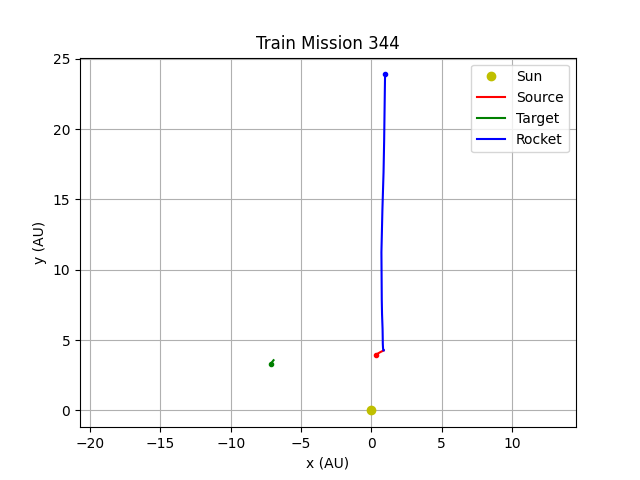 Train Mission 344
Sun
Source
Target
Rocket
25
20
15
10
5
0
y (AU)
−20
−15
−10
−5
0
5
10
x (AU)